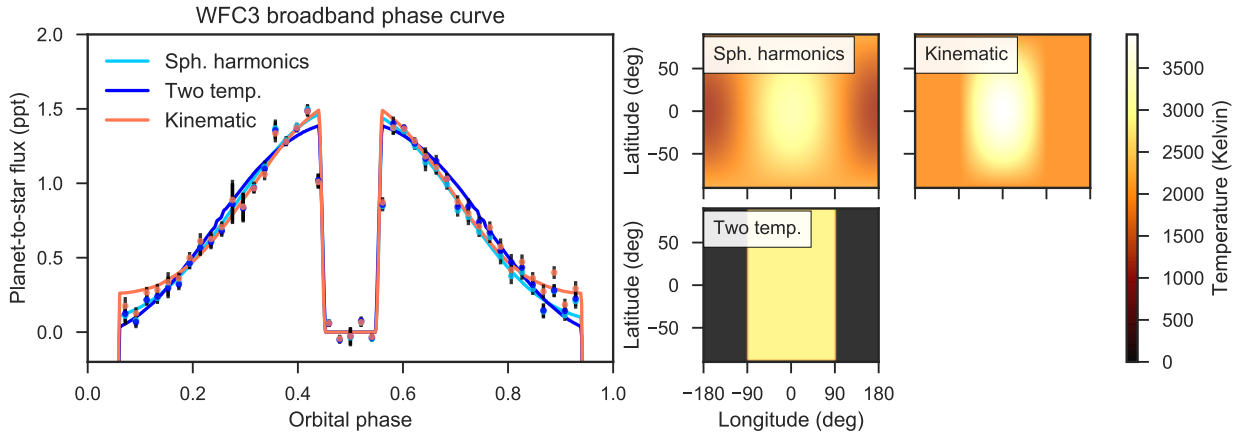 WFC3 broadband phase curve
2.0
1.5
1.0
0.5
0.0
Planet-to-star flux (ppt)
Sph. harmonics
Two temp.
Kinematic
0.0 0.2 0.4 0.6 0.8 1.0
Orbital phase
Sph. harmonics
50
0
−50
Latitude (deg)
Kinematic
Two temp.
50
0
−50
Latitude (deg)
−180 −90 0 90 180
Longitude (deg)
3500
3000
2500
2000
1500
1000
500
0
Temperature (Kelvin)